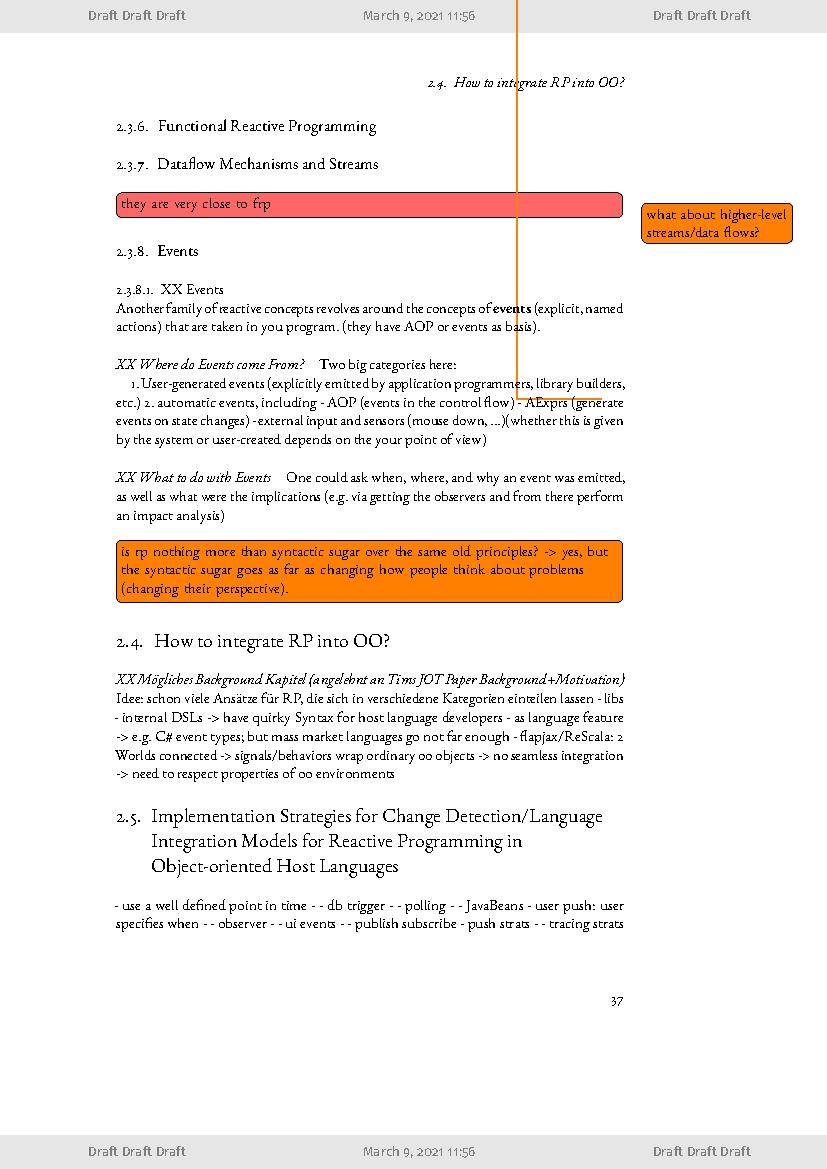 Draft Draft Draft March 9, 2021 11:56 Draft Draft Draft
2.4. How to integrate RP into OO?
2.3.6. Functional Reactive Programming
2.3.7. Dataflow Mechanisms and Streams
they are very close to frp
what about higher-level
streams/data flows?
2.3.8. Events
2.3.8.1. XX Events
Another family of reactive concepts revolves around the concepts of events (explicit, named
actions) that are taken in you program. (they have AOP or events as basis).
XX Where do Events come From? Two big categories here:
1. User-generated events (explicitly emitted by application programmers, library builders,
etc.) 2. automatic events, including - AOP (events in the control flow) - AExprs (generate
events on state changes) - external input and sensors (mouse down, ...)(whether this is given
by the system or user-created depends on the your point of view)
XX What to do with Events One could ask when, where, and why an event was emitted,
as well as what were the implications (e.g. via getting the observers and from there perform
an impact analysis)
is rp nothing more than syntactic sugar over the same old principles? -> yes, but
the syntactic sugar goes as far as changing how people think about problems
(changing their perspective).
2.4. How to integrate RP into OO?
XX Mögliches Background Kapitel (angelehnt an Tims JOT Paper Background+Motivation)
Idee: schon viele Ansätze für RP, die sich in verschiedene Kategorien einteilen lassen - libs
- internal DSLs -> have quirky Syntax for host language developers - as language feature
-> e.g. C# event types; but mass market languages go not far enough - flapjax/ReScala: 2
Worlds connected -> signals/behaviors wrap ordinary oo objects -> no seamless integration
-> need to respect properties of oo environments
2.5. Implementation Strategies for Change Detection/Language
Integration Models for Reactive Programming in
Object-oriented Host Languages
- use a well defined point in time - - db trigger - - polling - - JavaBeans - user push: user
specifies when - - observer - - ui events - - publish subscribe - push strats - - tracing strats
37
Draft Draft Draft March 9, 2021 11:56 Draft Draft Draft